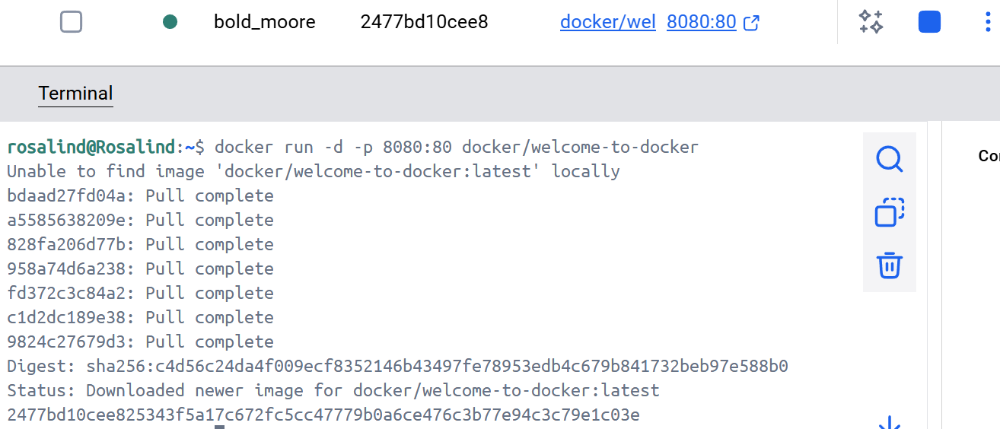 bold_moore 2477bd10cee8 docker/wel 8080:80
Terminal
rosalind@Rosalind:~$ docker run -d -p 8080:80 docker/welcome-to-docker
Unable to find image 'docker/welcome-to-docker:latest' locally
bdaad27fd04a: Pull complete
a5585638209e: Pull complete
828fa206d77b: Pull complete
958a74d6a238: Pull complete
fd372c3c84a2: Pull complete
c1d2dc189e38: Pull complete
9824c27679d3: Pull complete
Digest: sha256:c4d56c24da4f009ecf8352146b43497fe78953edb4c679b841732beb97e588b0
Status: Downloaded newer image for docker/welcome-to-docker:latest
2477bd10cee825343f5a17c672fc5cc47779b0a6ce476c3b77e94c3c79e1c03e